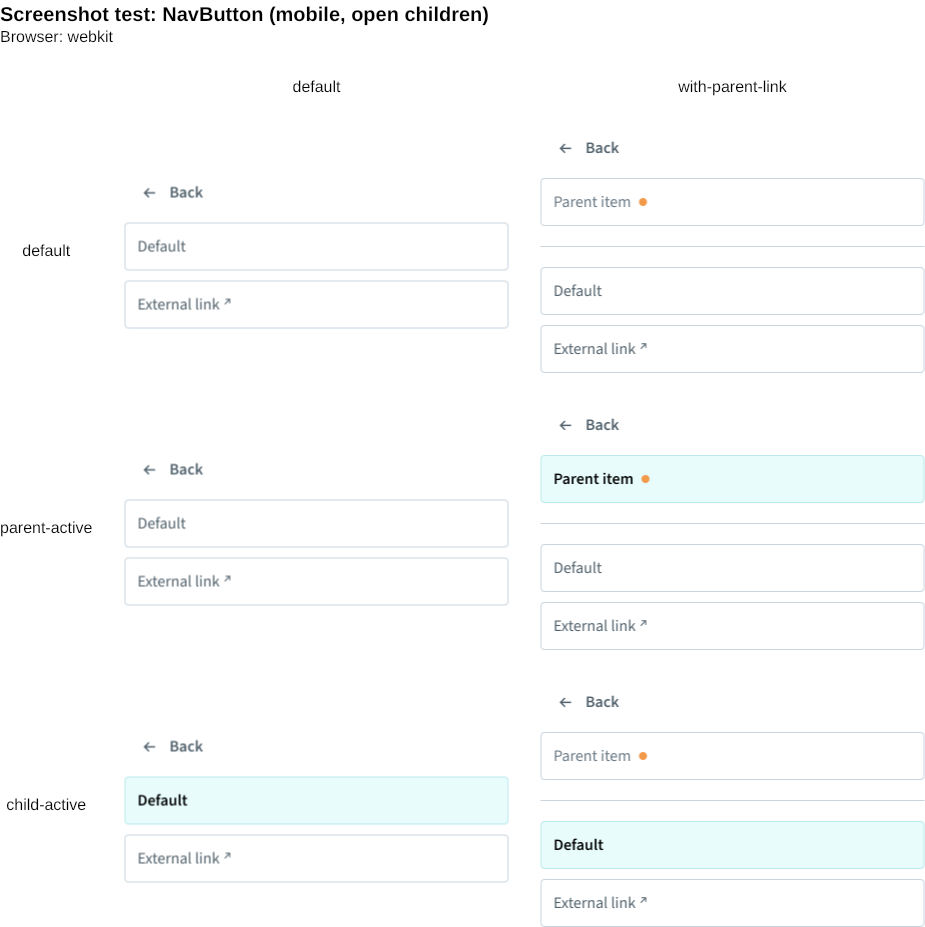 Screenshot test: NavButton (mobile, open children)
Browser: webkit
default with-parent-link
default
← Back
Default
External link ↗
← Back
Parent item
Default
External link ↗
parent-active
← Back
Default
External link ↗
← Back
Parent item
Default
External link ↗
child-active
← Back
Default
External link ↗
← Back
Parent item
Default
External link ↗